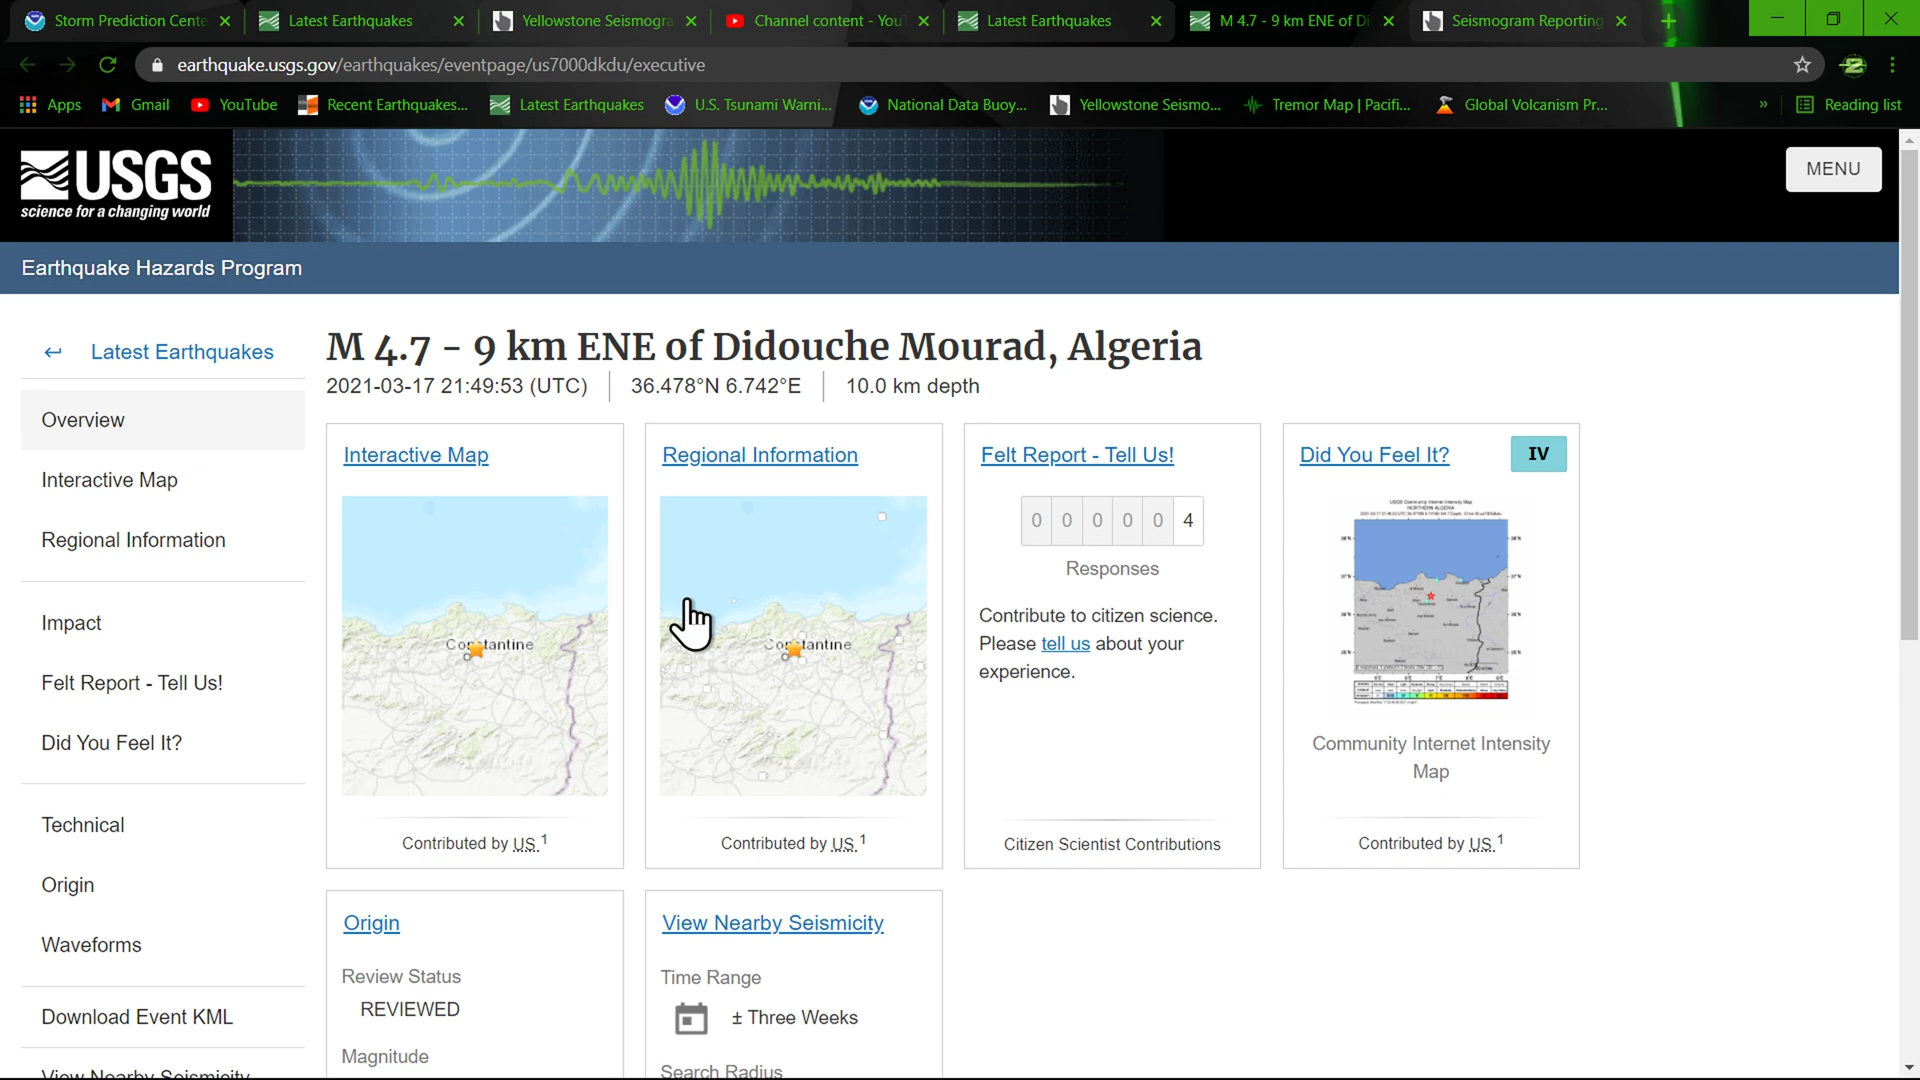 Storm Prediction Cente
Latest Earthquakes
Yellowstone Seismogra
Channel content - You
Latest Earthquakes
M 4.7 - 9 km ENE of Di
Seismogram Reporting
earthquake.usgs.gov/earthquakes/eventpage/us7000dkdu/executive
Apps
Gmail
YouTube
Recent Earthquakes...
Latest Earthquakes
U.S. Tsunami Warni...
National Data Buoy...
Yellowstone Seismo...
Tremor Map | Pacifi...
Global Volcanism Pr...
»
Reading list
USGS
science for a changing world
MENU
Earthquake Hazards Program
Latest Earthquakes
Overview
Interactive Map
Regional Information
Impact
Felt Report - Tell Us!
Did You Feel It?
Technical
Origin
Waveforms
Download Event KML
View Nearby Seismicity
M 4.7 - 9 km ENE of Didouche Mourad, Algeria
2021-03-17 21:49:53 (UTC) | 36.478°N 6.742°E | 10.0 km depth
Interactive Map
Constantine
Contributed by US 1
Regional Information
Constantine
Contributed by US 1
Felt Report - Tell Us!
0 0 0 0 0 4
Responses
Contribute to citizen science.
Please tell us about your
experience.
Citizen Scientist Contributions
Did You Feel It?
IV
Community Internet Intensity
Map
Contributed by US 1
Origin
Review Status
REVIEWED
Magnitude
View Nearby Seismicity
Time Range
± Three Weeks
Search Radius